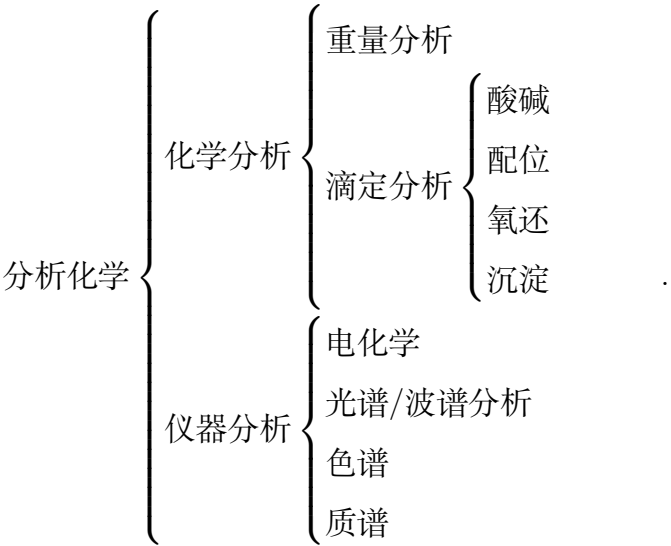 重量分析
酸碱
化学分析
配位
滴定分析
氧还
沉淀
分析化学
.
电化学
光谱/波谱分析
仪器分析
色谱
质谱